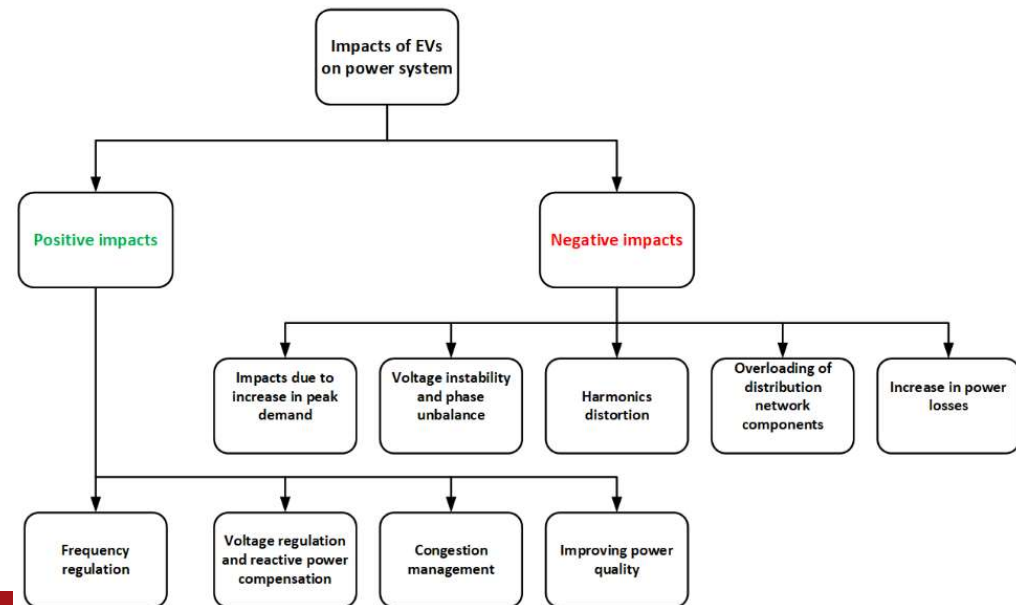 Impacts of EVs
on power system
Positive impacts
Negative impacts
Impacts due to
increase in peak
demand
Voltage instability
and phase
unbalance
Harmonics
distortion
Overloading of
distribution
network
components
Increase in power
losses
Frequency
regulation
Voltage regulation
and reactive power
compensation
Congestion
management
Improving power
quality